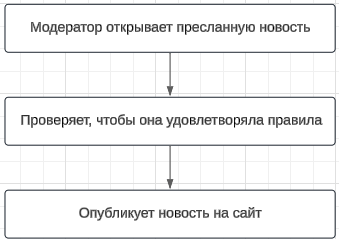 Модератор открывает пресланную новость
Проверяет, чтобы она удовлетворяла правила
Опубликует новость на сайт